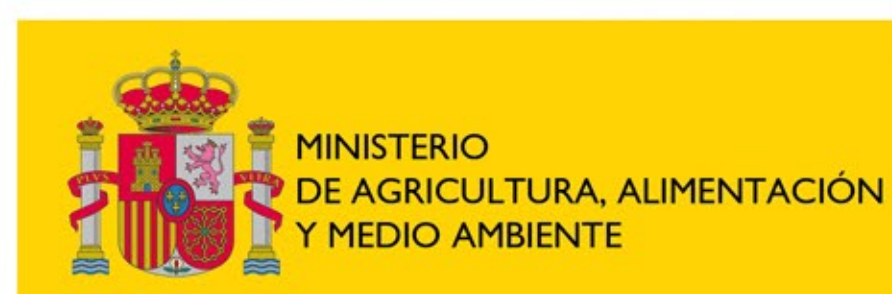 PLVS VLTRA
MINISTERIO
DE AGRICULTURA, ALIMENTACIÓN
Y MEDIO AMBIENTE